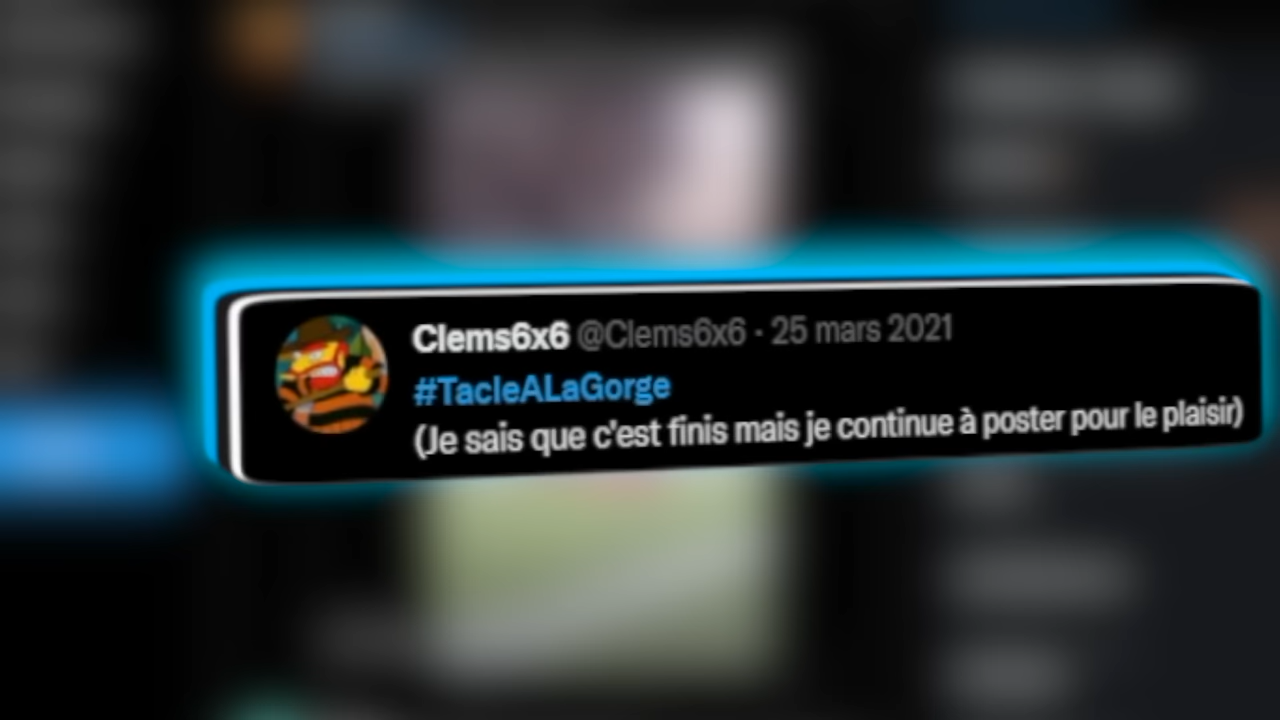 Clems6x6 @Clems6x6 · 25 mars 2021
#TacleALaGorge
(Je sais que c'est finis mais je continue à poster pour le plaisir)